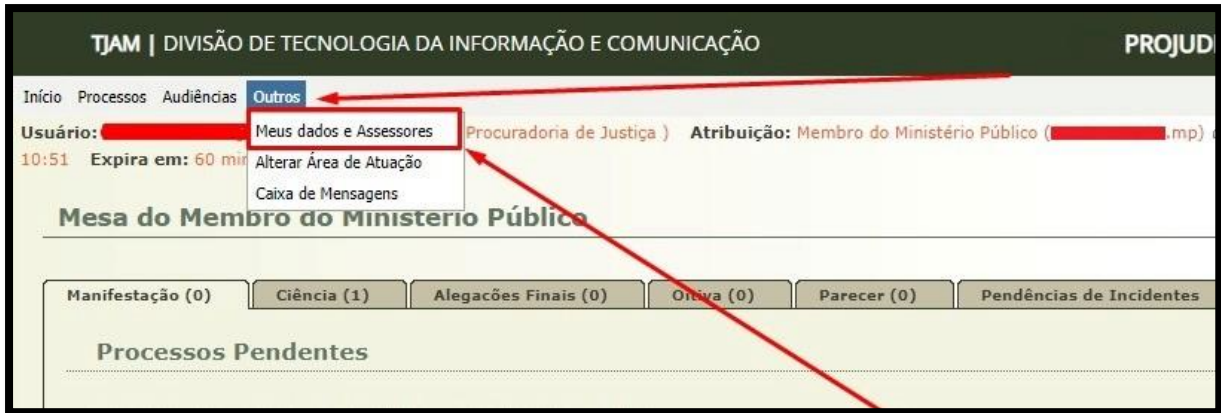 TJAM | DIVISÃO DE TECNOLOGIA DA INFORMAÇÃO E COMUNICAÇÃO PROJUD
Início Processos Audiências Outros
Usuário: Procuradoria de Justiça ) Atribuição: Membro do Ministério Público ( .mp)
10:51 Expira em: 60 min
Meus dados e Assessores
Alterar Área de Atuação
Caixa de Mensagens
Mesa do Membro do Ministério Público
Manifestação (0) Ciência (1) Alegacões Finais (0) Oitiva (0) Parecer (0) Pendências de Incidentes
Processos Pendentes